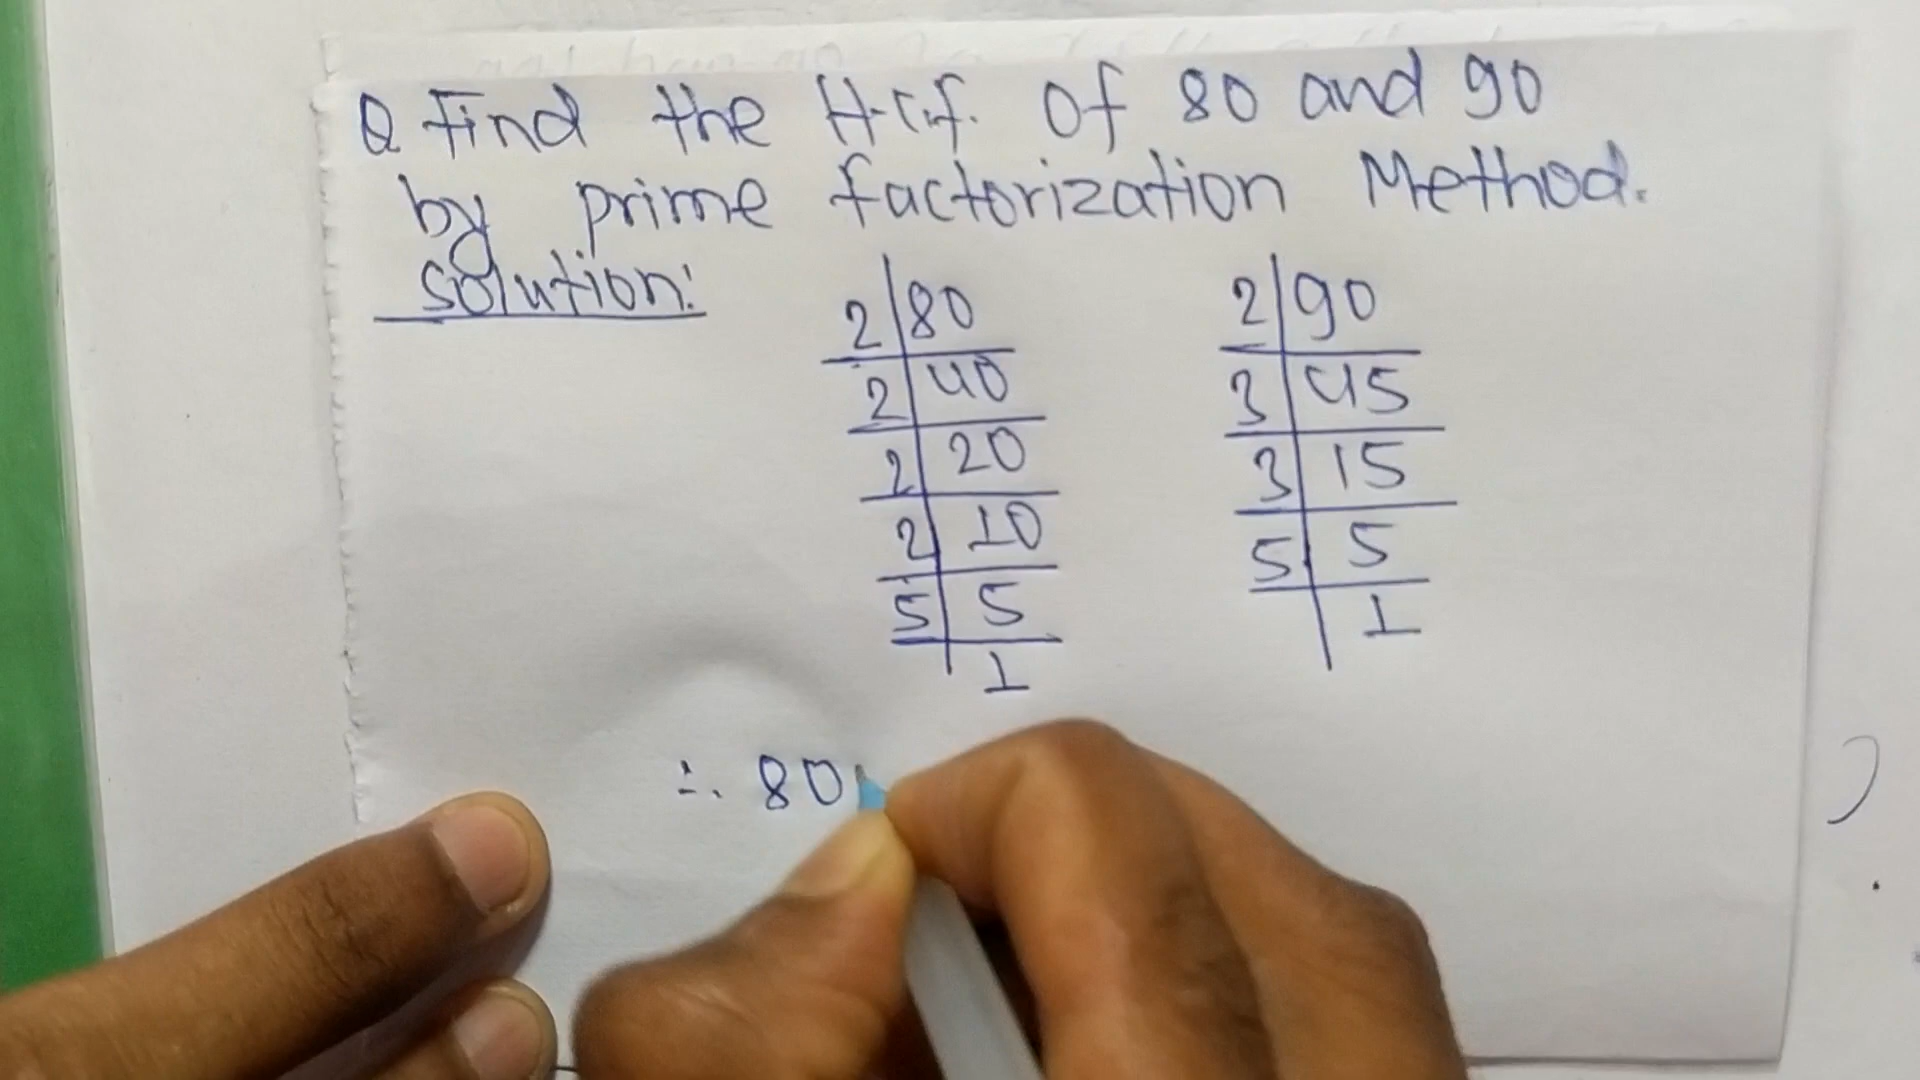 Q Find the H.C.f. Of 80 and 90
by prime factorization Method.
Solution:
2 | 80
2 | 40
2 | 20
2 | 10
5 | 5
1
2 | 90
3 | 45
3 | 15
5 | 5
1
∴ 80